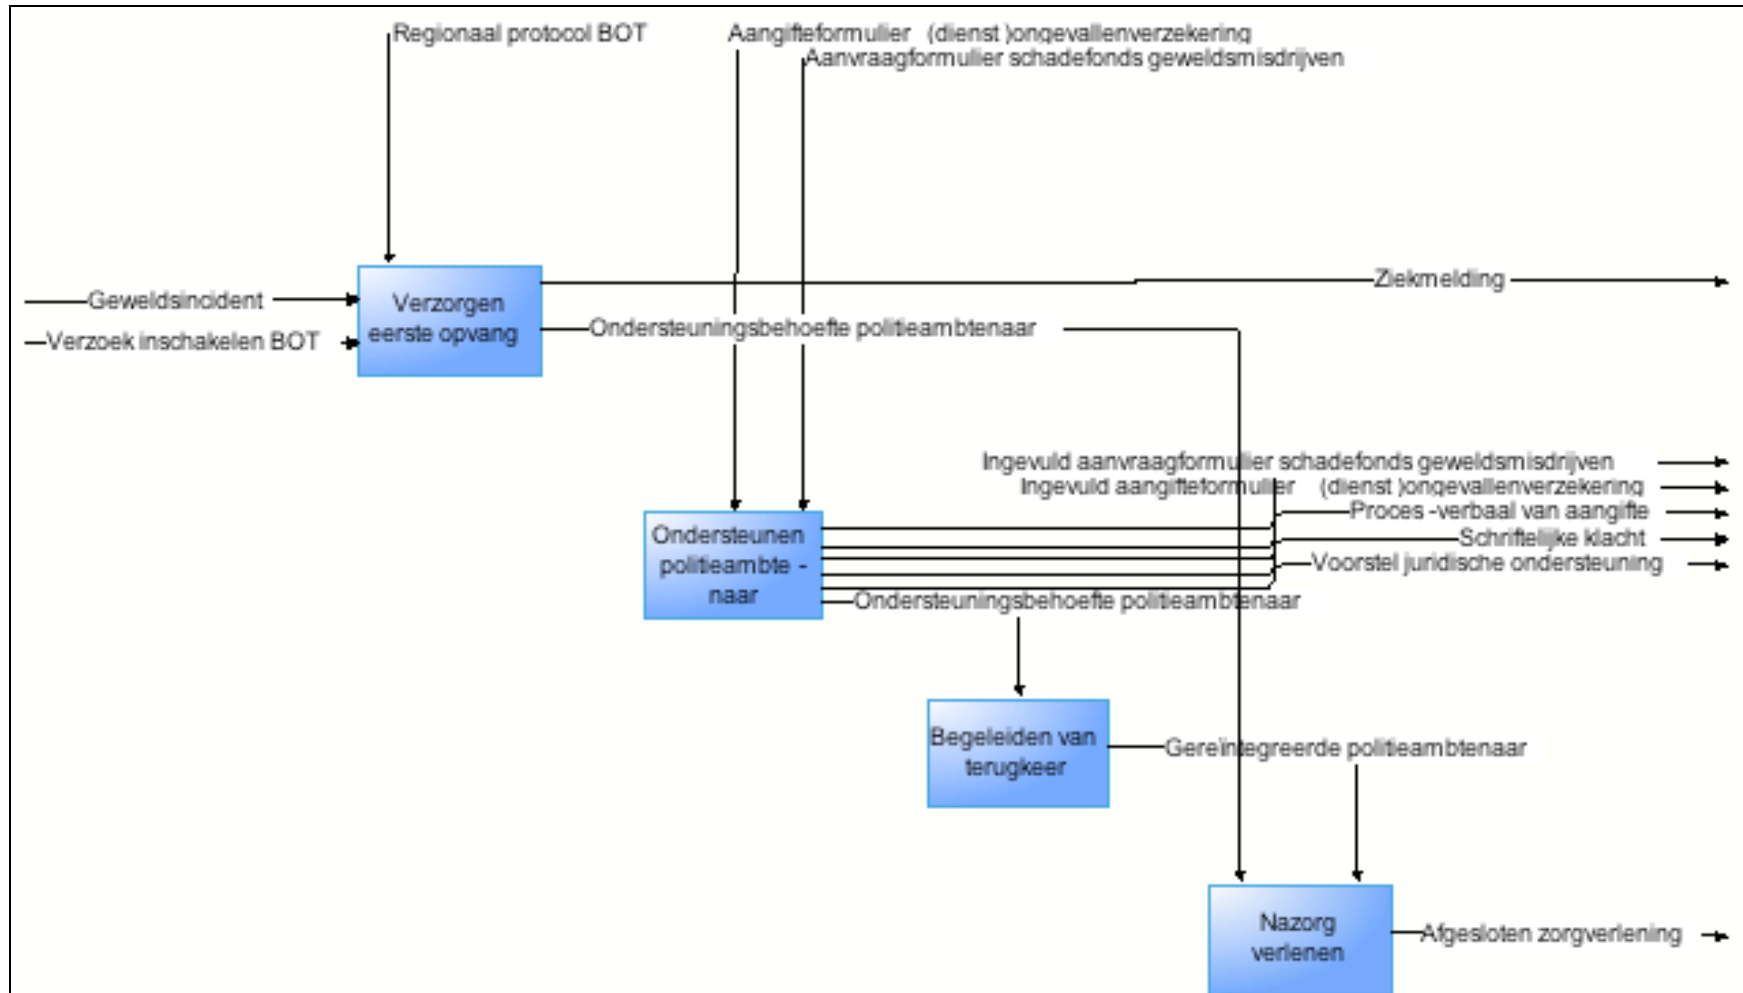 Regionaal protocol BOT
Aangifteformulier (dienst )ongevallenverzekering
Aanvraagformulier schadefonds geweldsmisdrijven
Geweldsincident
Verzoek inschakelen BOT
Verzorgen
eerste opvang
Ziekmelding
Ondersteuningsbehoefte politieambtenaar
Ingevuld aanvraagformulier schadefonds geweldsmisdrijven
Ingevuld aangifteformulier (dienst )ongevallenverzekering
Proces -verbaal van aangifte
Schriftelijke klacht
Voorstel juridische ondersteuning
Ondersteunen
politieambte -
naar
Ondersteuningsbehoefte politieambtenaar
Begeleiden van
terugkeer
Gereïntegreerde politieambtenaar
Nazorg
verlenen
Afgesloten zorgverlening